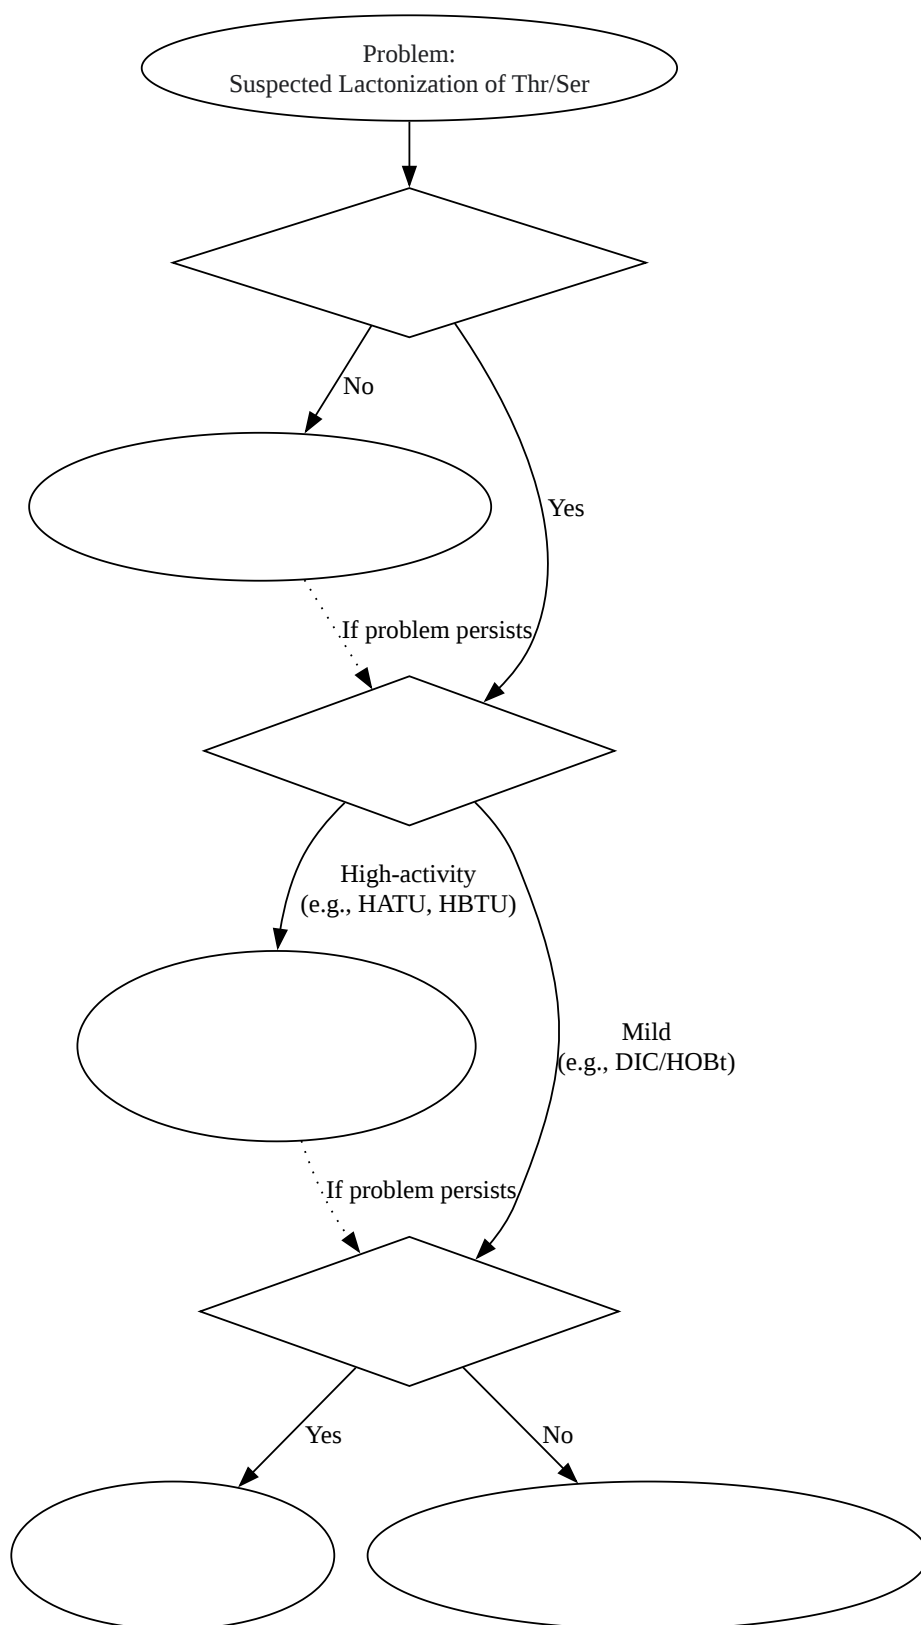 Problem:
Suspected Lactonization of Thr/Ser
No
Yes
If problem persists
High-activity
(e.g., HATU, HBTU)
Mild
(e.g., DIC/HOBt)
If problem persists
Yes
No